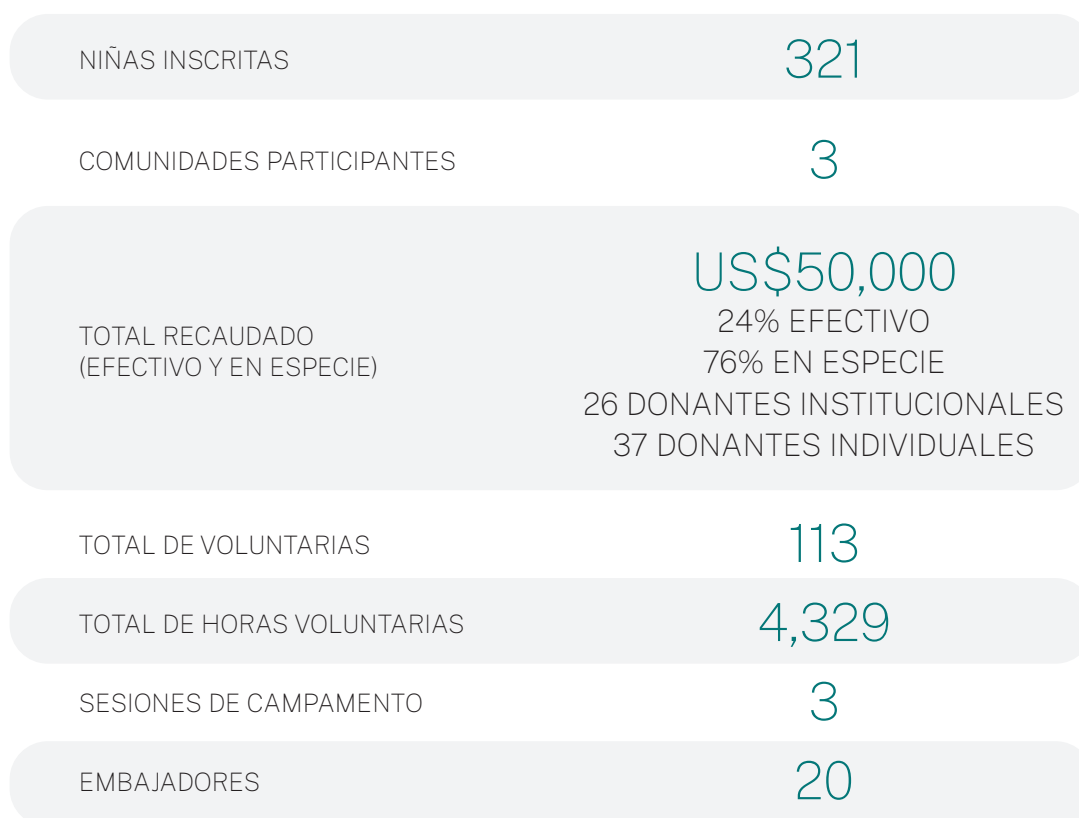 NIÑAS INSCRITAS 321
COMUNIDADES PARTICIPANTES 3
TOTAL RECAUDADO
(EFECTIVO Y EN ESPECIE)
US$50,000
24% EFECTIVO
76% EN ESPECIE
26 DONANTES INSTITUCIONALES
37 DONANTES INDIVIDUALES
TOTAL DE VOLUNTARIAS 113
TOTAL DE HORAS VOLUNTARIAS 4,329
SESIONES DE CAMPAMENTO 3
EMBAJADORES 20